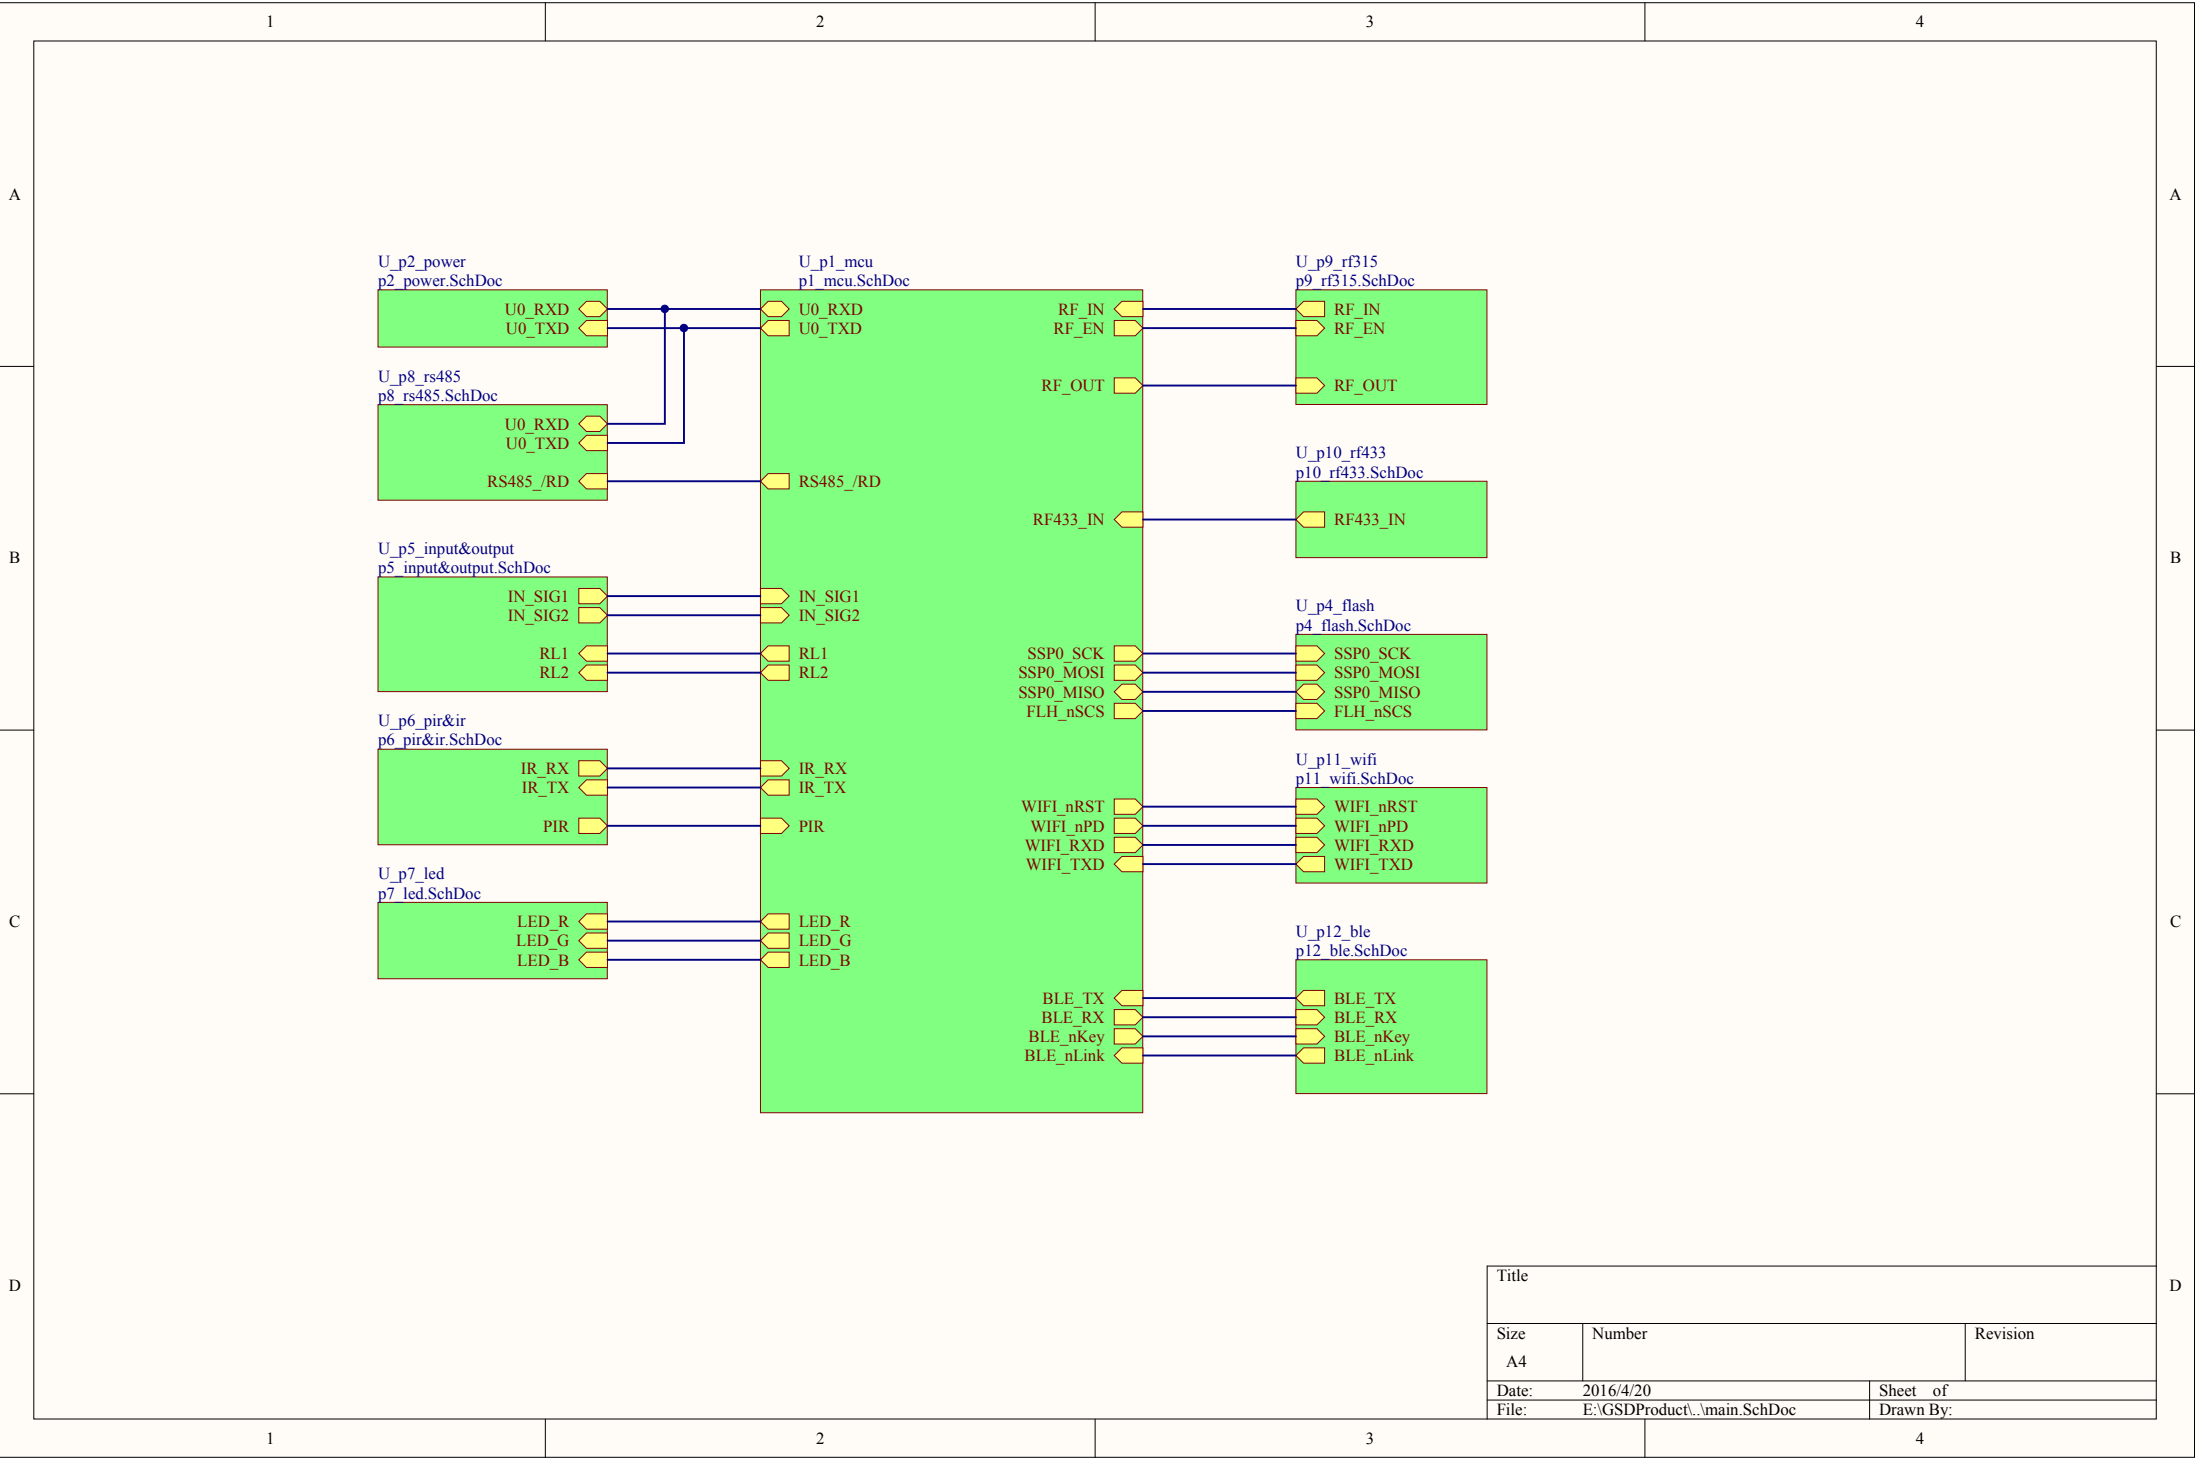 1 2 3 4
A A
U_p2_power
p2_power.SchDoc
U0_RXD
U0_TXD
U_p8_rs485
p8_rs485.SchDoc
U0_RXD
U0_TXD
RS485_/RD
U_p5_input&output
p5_input&output.SchDoc
IN_SIG1
IN_SIG2
RL1
RL2
U_p6_pir&ir
p6_pir&ir.SchDoc
IR_RX
IR_TX
PIR
U_p7_led
p7_led.SchDoc
LED_R
LED_G
LED_B
U_p1_mcu
p1_mcu.SchDoc
U0_RXD
U0_TXD
RS485_/RD
IN_SIG1
IN_SIG2
RL1
RL2
IR_RX
IR_TX
PIR
LED_R
LED_G
LED_B
RF_IN
RF_EN
RF_OUT
RF433_IN
SSP0_SCK
SSP0_MOSI
SSP0_MISO
FLH_nSCS
WIFI_nRST
WIFI_nPD
WIFI_RXD
WIFI_TXD
BLE_TX
BLE_RX
BLE_nKey
BLE_nLink
U_p9_rf315
p9_rf315.SchDoc
RF_IN
RF_EN
RF_OUT
U_p10_rf433
p10_rf433.SchDoc
RF433_IN
U_p4_flash
p4_flash.SchDoc
SSP0_SCK
SSP0_MOSI
SSP0_MISO
FLH_nSCS
U_p11_wifi
p11_wifi.SchDoc
WIFI_nRST
WIFI_nPD
WIFI_RXD
WIFI_TXD
U_p12_ble
p12_ble.SchDoc
BLE_TX
BLE_RX
BLE_nKey
BLE_nLink
B B
C C
D D
Title
Size Number Revision
A4
Date: 2016/4/20 Sheet of
File: E:\GSDProduct\..\main.SchDoc Drawn By:
1 2 3 4